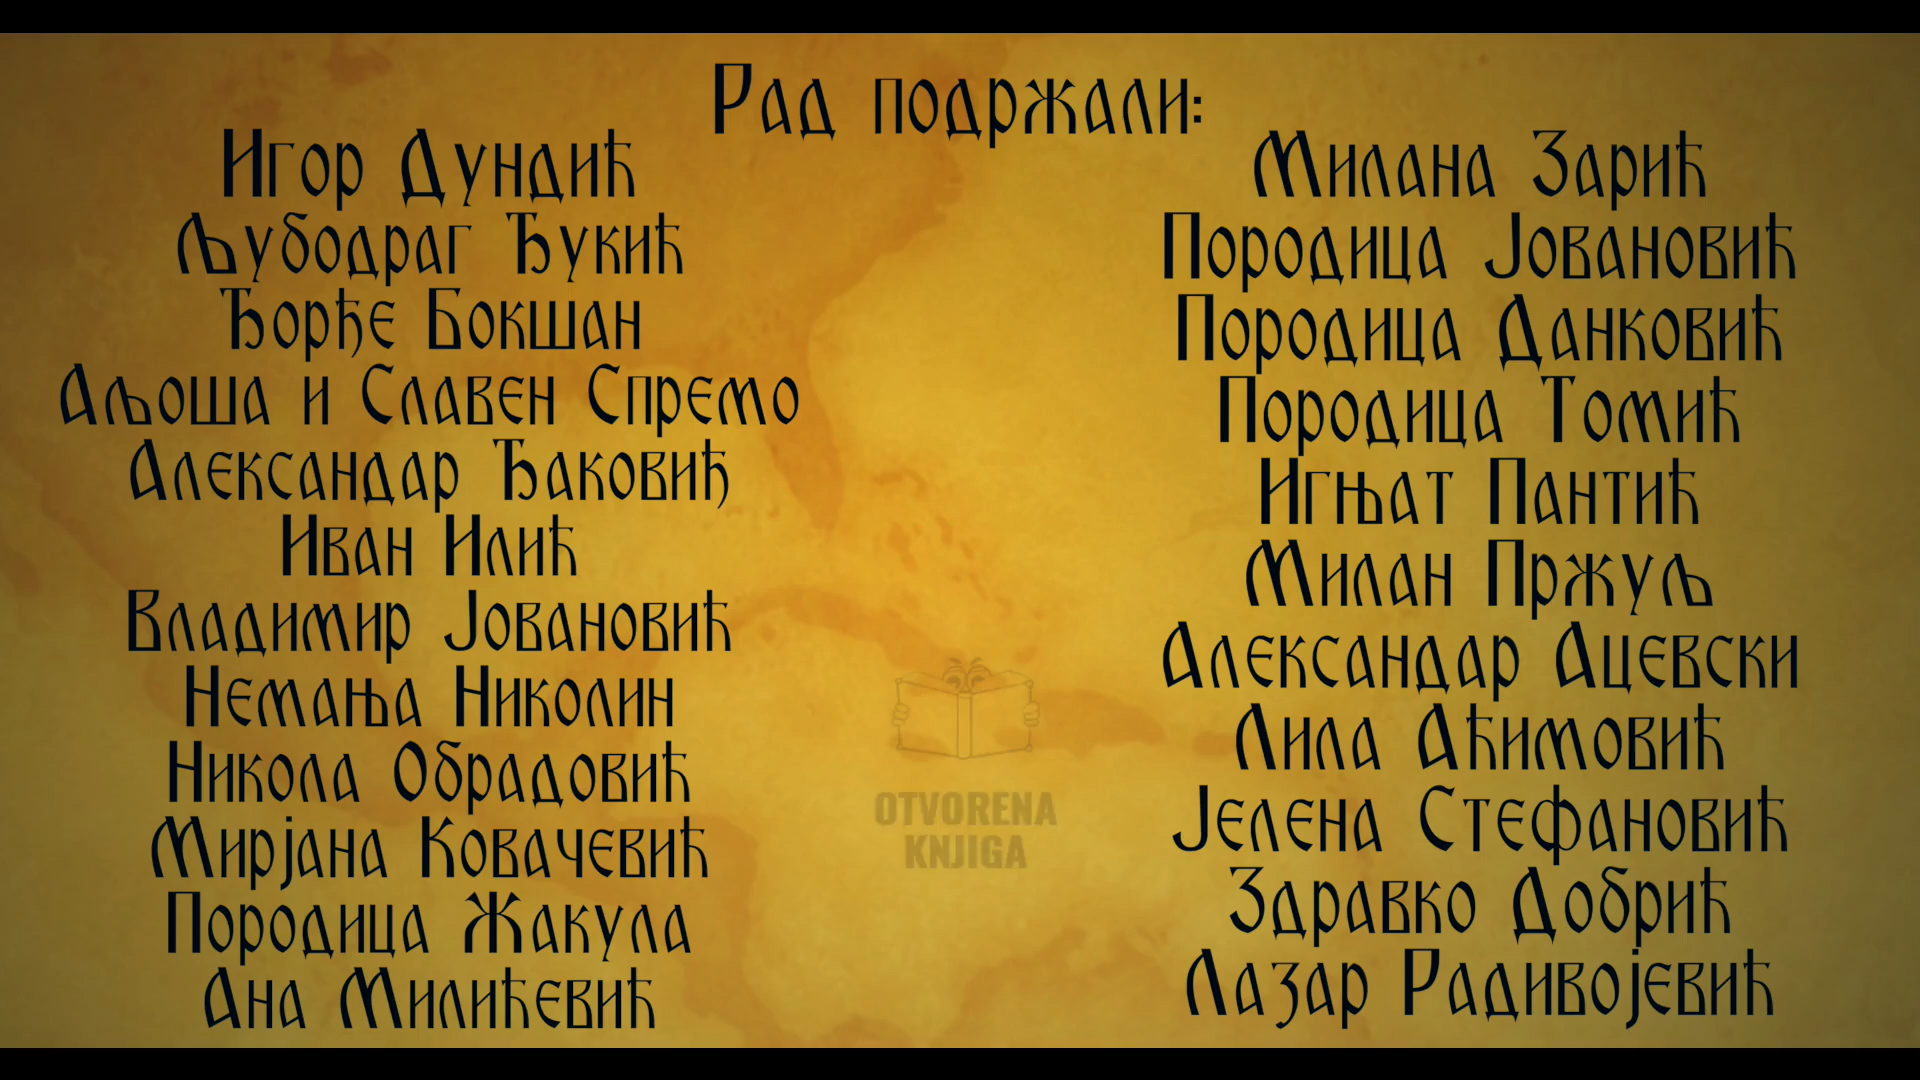 Рад подржали:
Игор Дундић
Љубодраг Ђукић
Ђорђе Бокшан
Аљоша и Славен Спремо
Александар Ђаковиђ
Иван Илић
Владимир Јовановић
Немања Николин
Никола Обрадовић
Мирјана Ковачевић
Породица Жакула
Ана Милићевић
Милана Зарић
Породица Јовановић
Породица Данковић
Породица Томић
Игњат Пантић
Милан Пржуљ
Александар Ацевски
Лила Аћимовић
Јелена Стефановић
Здравко Добрић
Лазар Радивојевић
OTVORENA
KNJIGA